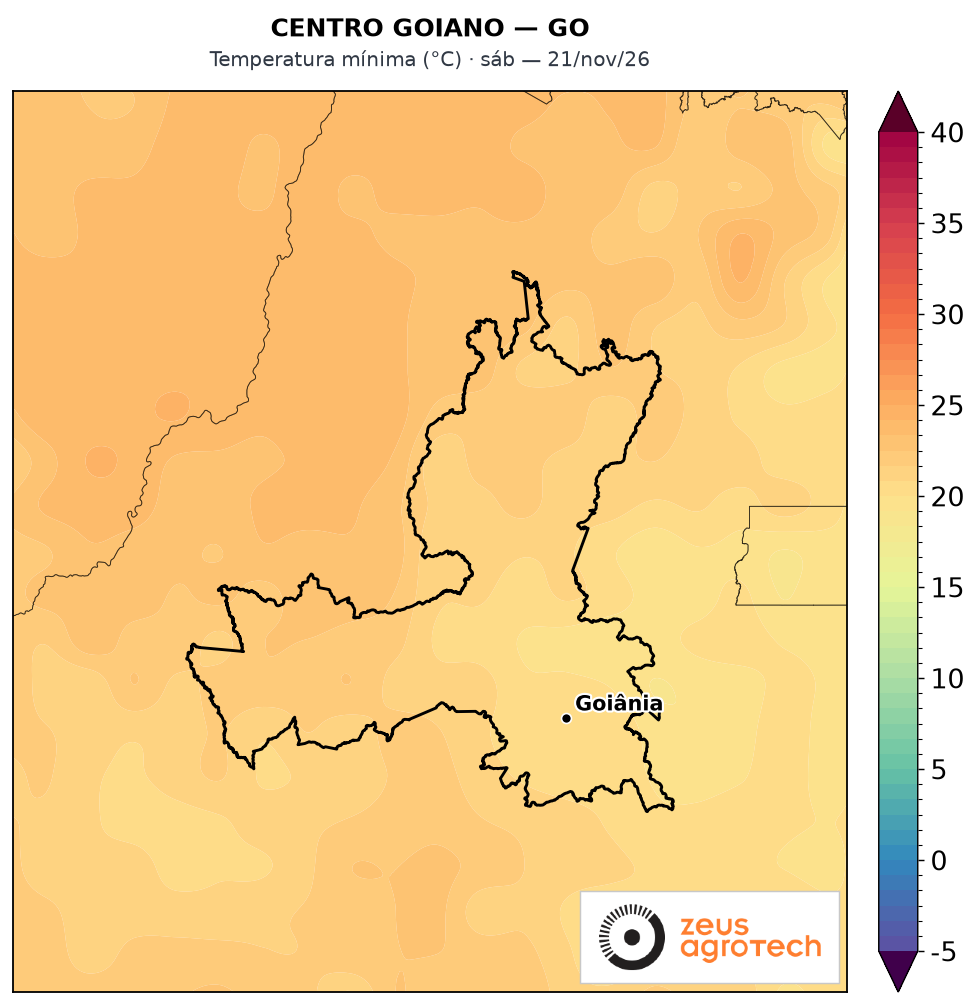 CENTRO GOIANO — GO
Temperatura mínima (°C) · sáb — 21/nov/26
40
35
30
25
20
15
10
5
0
-5
Goiânia
zeus
agrotech